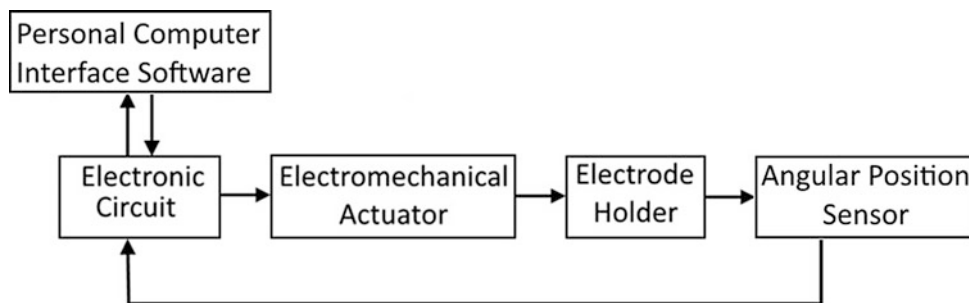 Personal Computer
Interface Software
Electronic
Circuit
Electromechanical
Actuator
Electrode
Holder
Angular Position
Sensor